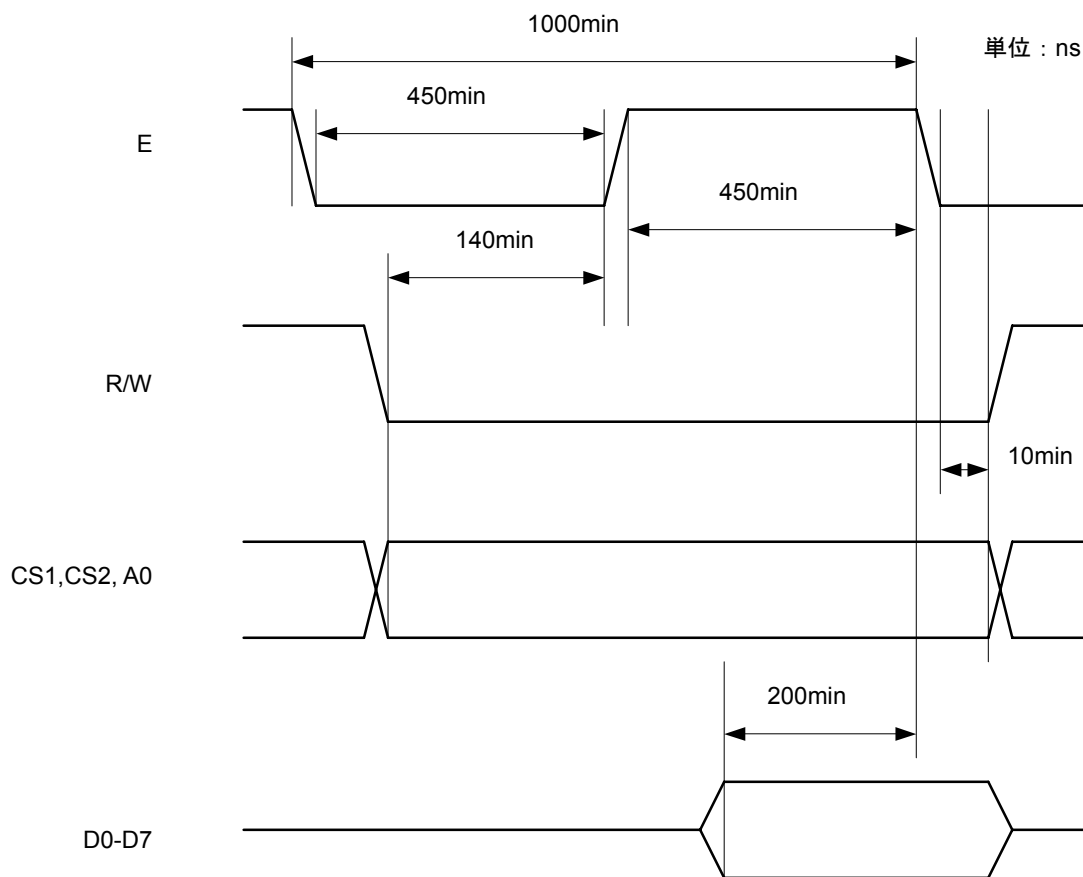 1000min
単位：ns
450min
E
450min
140min
R/W
10min
CS1,CS2, A0
200min
D0-D7